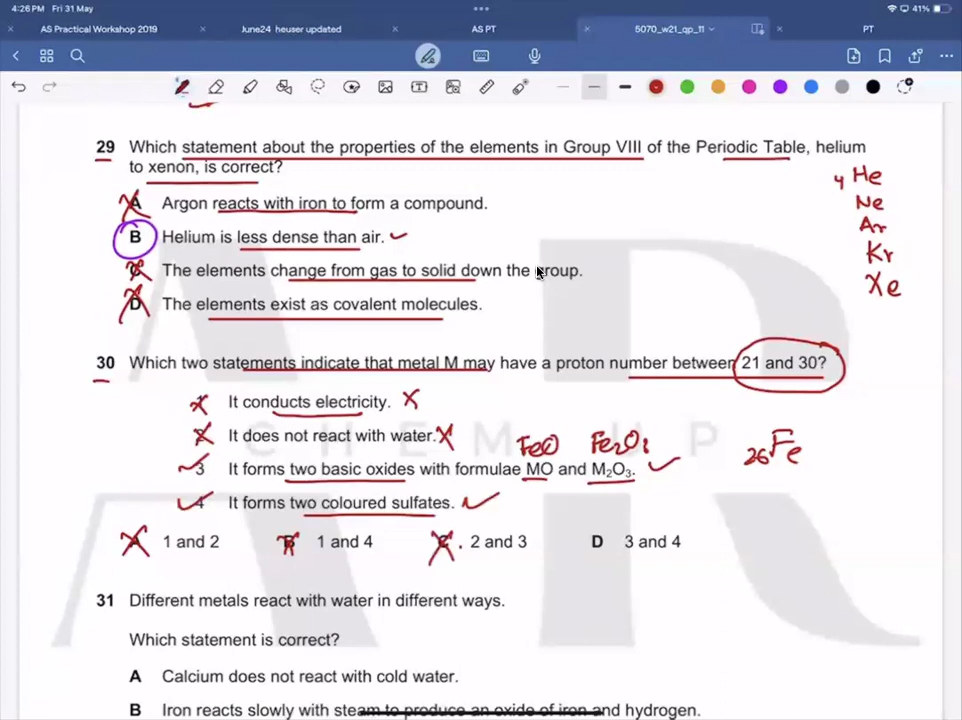 4:26 PM Fri 31 May
41%
AS Practical Workshop 2019
June24 heuser updated
AS PT
5070_w21_qp_11
PT
29 Which statement about the properties of the elements in Group VIII of the Periodic Table, helium
to xenon, is correct?
A Argon reacts with iron to form a compound.
B Helium is less dense than air.
C The elements change from gas to solid down the group.
D The elements exist as covalent molecules.
4 He
Ne
Ar
Kr
Xe
30 Which two statements indicate that metal M may have a proton number between 21 and 30?
1 It conducts electricity.
2 It does not react with water.
FeO Fe₂O₃
26Fe
3 It forms two basic oxides with formulae MO and M₂O₃.
4 It forms two coloured sulfates.
A 1 and 2 B 1 and 4 C 2 and 3 D 3 and 4
31 Different metals react with water in different ways.
Which statement is correct?
A Calcium does not react with cold water.
B Iron reacts slowly with steam to produce an oxide of iron and hydrogen.
A R
CHEM UP